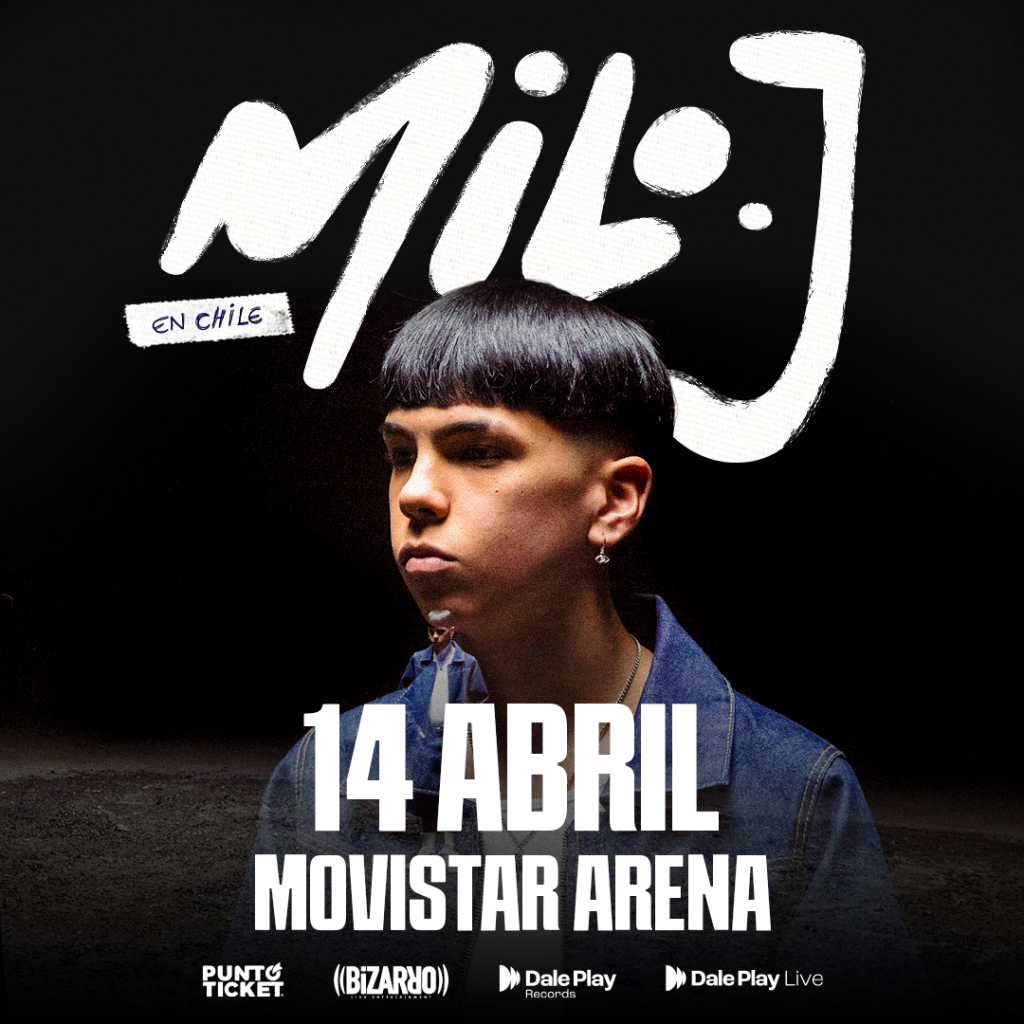 Milo J
EN CHILE
14 ABRIL
MOVISTAR ARENA
PUNTO TICKET
BiZARRO
LIVE ENTERTAINMENT
Dale Play
Records
Dale Play Live